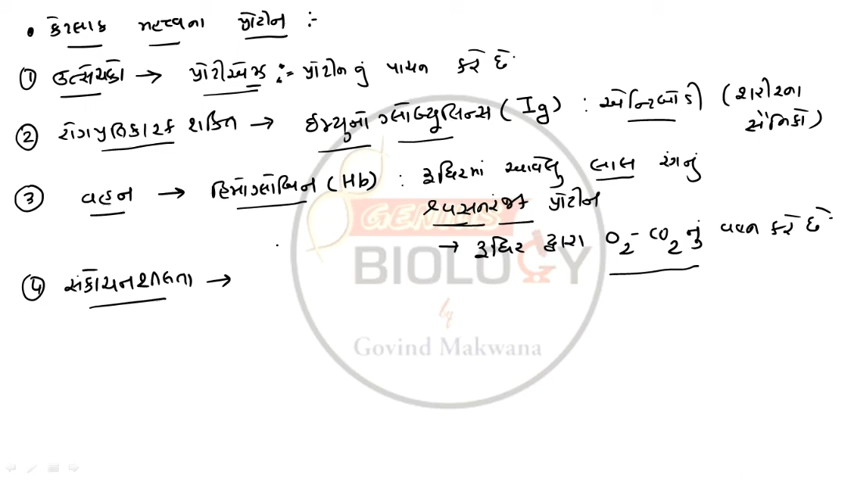 • કેટલાક મહત્વના પ્રોટીન :-
① ઉત્સેચકો → પ્રોટીએઝ :- પ્રોટીનનું પાચન કરે છે.
② રોગપ્રતિકારક શક્તિ → ઇમ્યુનોગ્લોબ્યુલિન્સ (Ig) : એન્ટિબોડી (શરીરના સૈનિકો)
③ વહન → હિમોગ્લોબિન (Hb) : રૂધિરમાં આવેલુ લાલ રંગનું
શ્વસનરંજક પ્રોટીન
→ રૂધિર દ્વારા O₂-CO₂નું વહન કરે છે.
④ સંકોચનશીલતા →
GENIUS
BIOLOGY
by
Govind Makwana